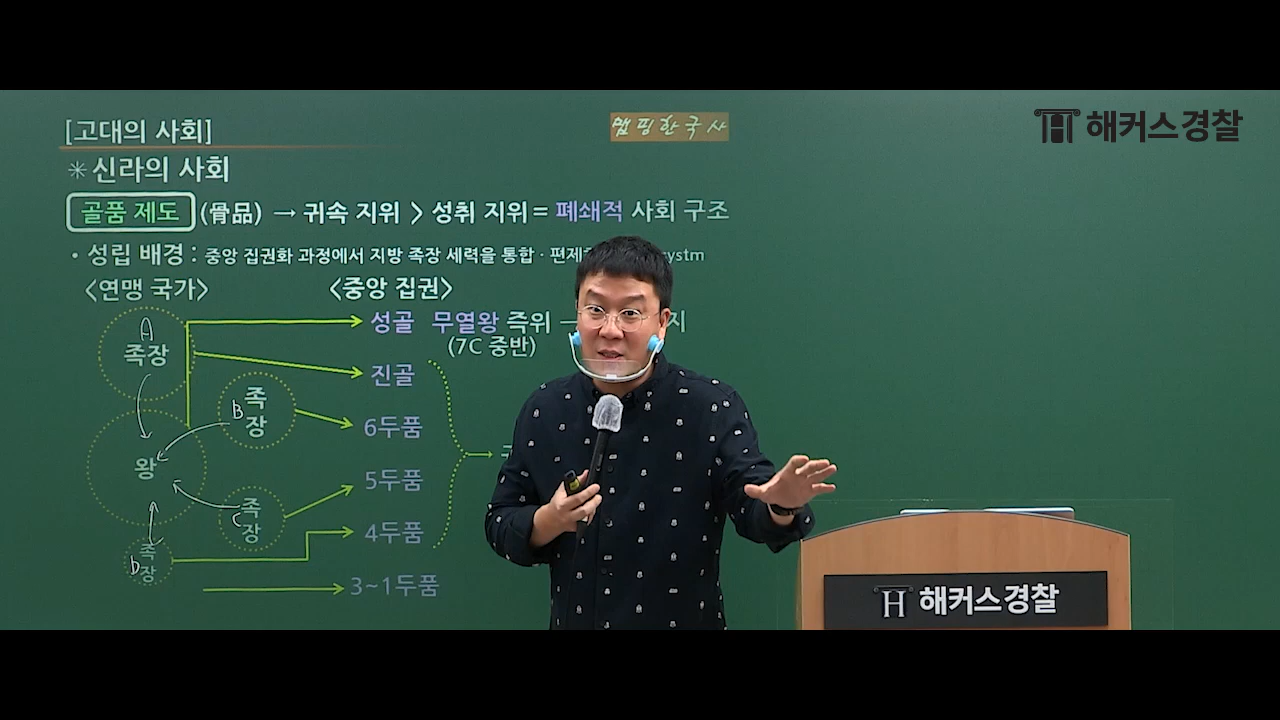 [고대의 사회]
맵핑한국사
해커스경찰
✳신라의 사회
골품 제도 (骨品) → 귀속 지위 > 성취 지위 = 폐쇄적 사회 구조
• 성립 배경 : 중앙 집권화 과정에서 지방 족장 세력을 통합 · 편제
<연맹 국가> <중앙 집권>
A
족장
성골 무열왕 즉위 → 지
(7C 중반)
진골
B
족장
6두품
왕
5두품
C
족장
4두품
D
족장
3~1두품
해커스경찰